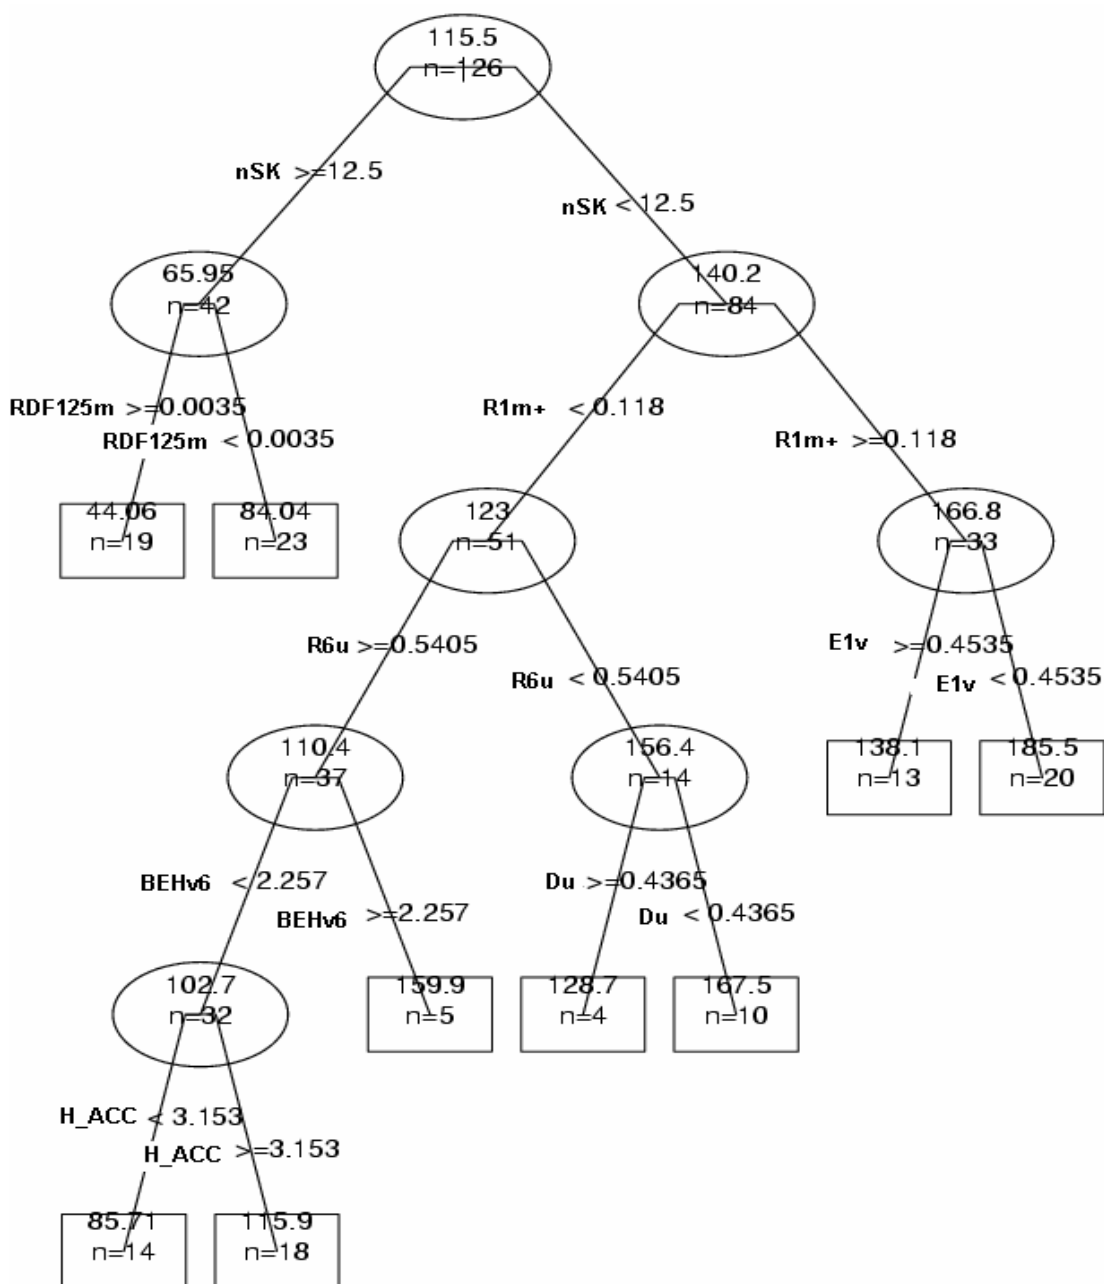 115.5
n=126
nSK >=12.5
nSK < 12.5
65.95
n=42
140.2
n=84
RDF125m >=0.0035
RDF125m < 0.0035
R1m+ < 0.118
R1m+ >=0.118
44.06
n=19
84.04
n=23
123
n=51
166.8
n=33
R6u >=0.5405
R6u < 0.5405
E1v >=0.4535
E1v < 0.4535
110.4
n=37
156.4
n=14
138.1
n=13
185.5
n=20
BEHv6 < 2.257
BEHv6 >=2.257
Du >=0.4365
Du < 0.4365
102.7
n=32
159.9
n=5
128.7
n=4
167.5
n=10
H_ACC < 3.153
H_ACC >=3.153
85.71
n=14
115.9
n=18